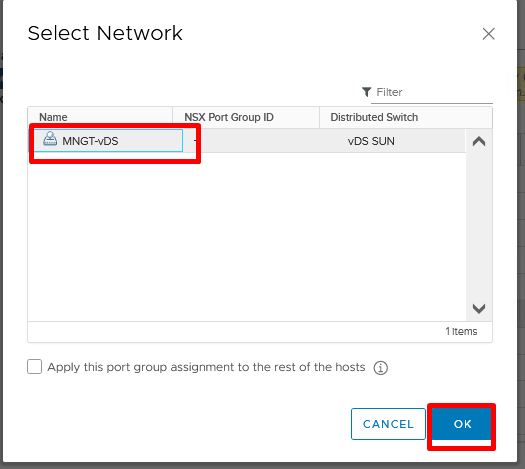 Select Network
Filter
Name NSX Port Group ID Distributed Switch
MNGT-vDS - vDS SUN
1 Items
Apply this port group assignment to the rest of the hosts
CANCEL OK